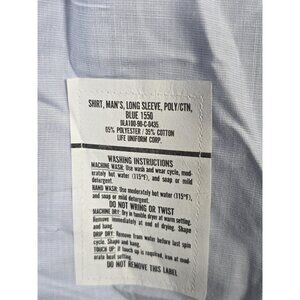 SHIRT, MAN'S, LONG SLEEVE, POLY/CTN,
BLUE 1550
DLA100-90-C-0435
65% POLYESTER / 35% COTTON
LIFE UNIFORM CORP.
WASHING INSTRUCTIONS
MACHINE WASH: Use wash and wear cycle, mod-
erately hot water (115°F), and soap or mild
detergent.
HAND WASH: Use moderately hot water
(115°F), and soap or mild detergent.
DO NOT WRING OR TWIST
MACHINE DRY: Dry in tumble dryer at warm setting.
Remove immediately at end of drying. Shape
and hang.
DRIP DRY: Remove from water before last spin
cycle. Shape and hang.
TOUCH UP: If touch up is required, iron at mod-
erate heat setting.
DO NOT REMOVE THIS LABEL